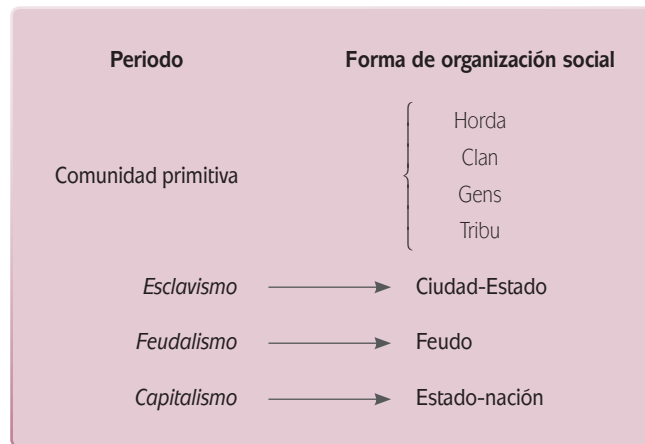 Periodo Forma de organización social
Horda
Clan
Comunidad primitiva
Gens
Tribu
Esclavismo Ciudad-Estado
Feudalismo Feudo
Capitalismo Estado-nación